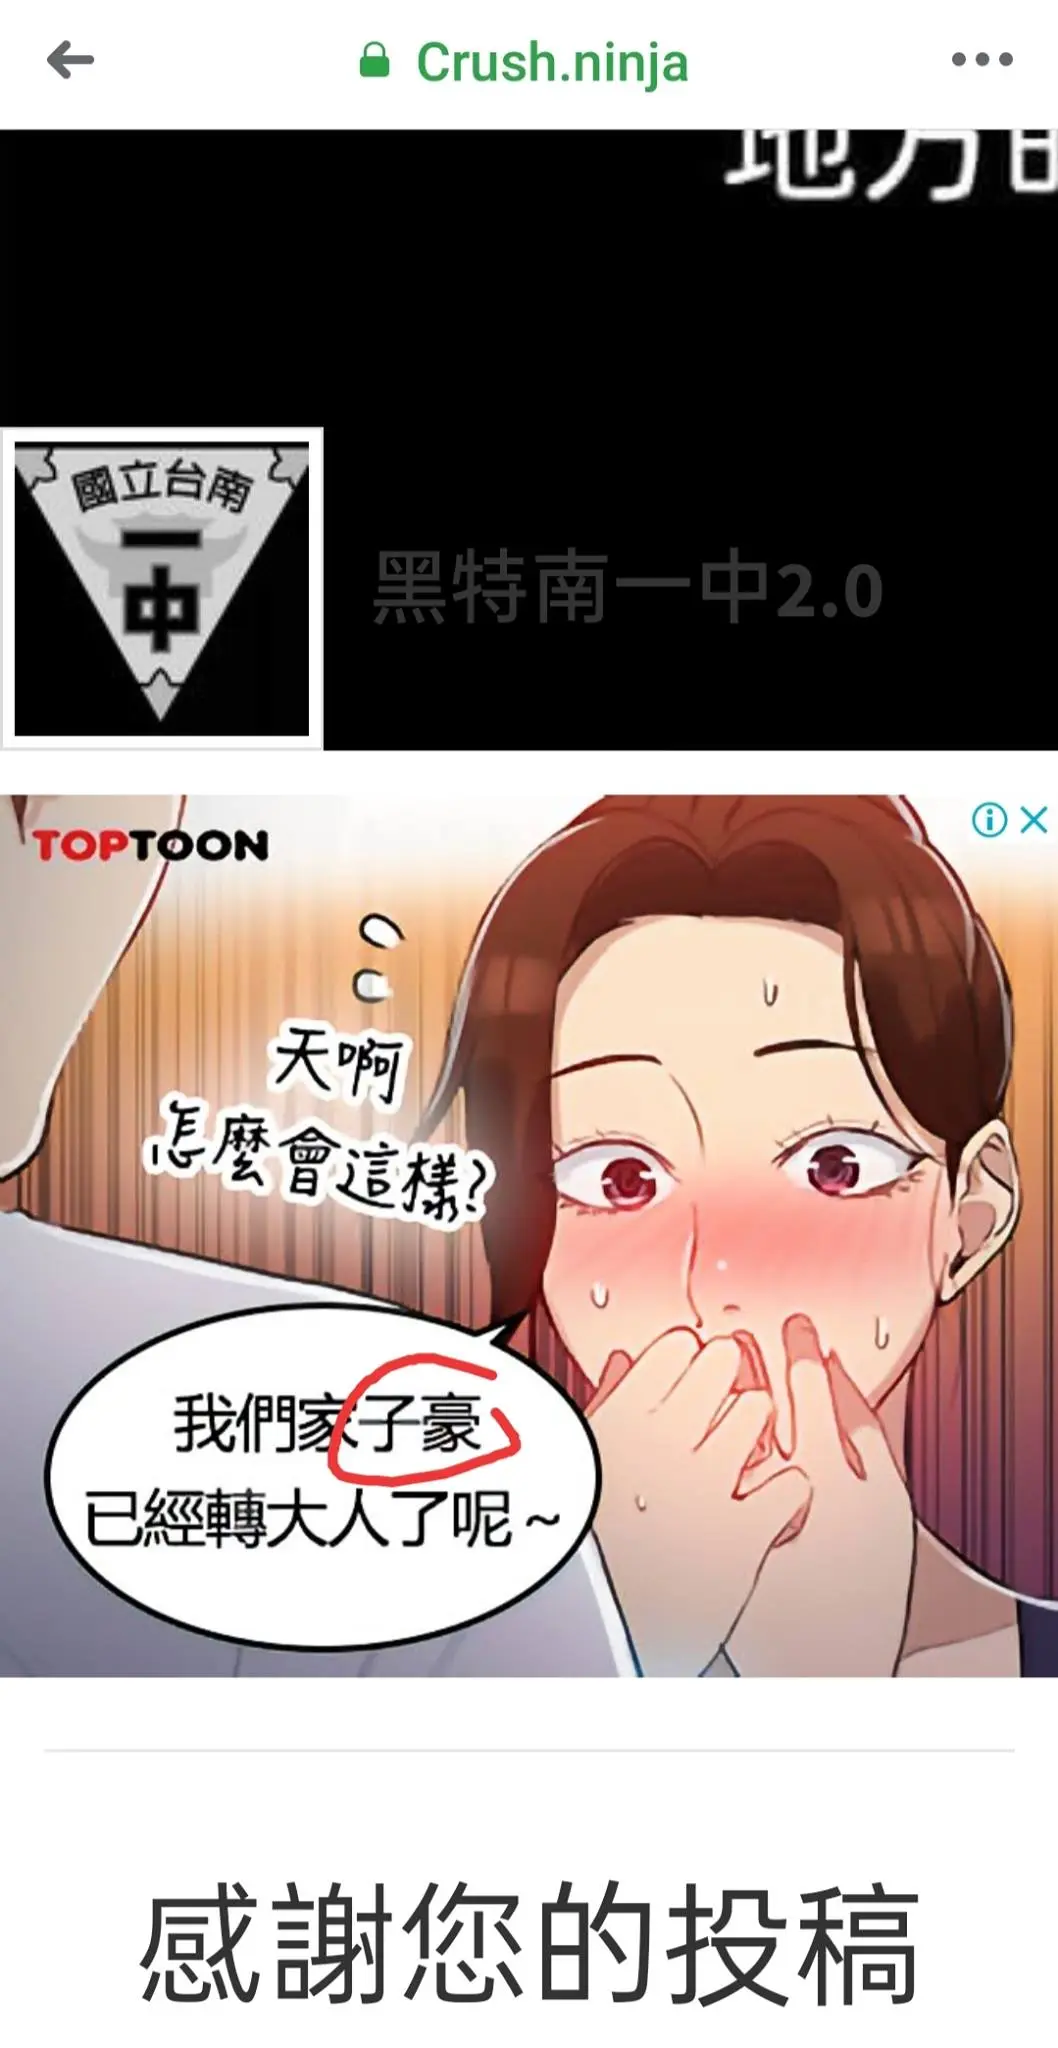 Crush.ninja
地方的
國立台南
一中
黑特南一中2.0
TOPTOON
天啊
怎麼會這樣?
我們家子豪
已經轉大人了呢~
感謝您的投稿